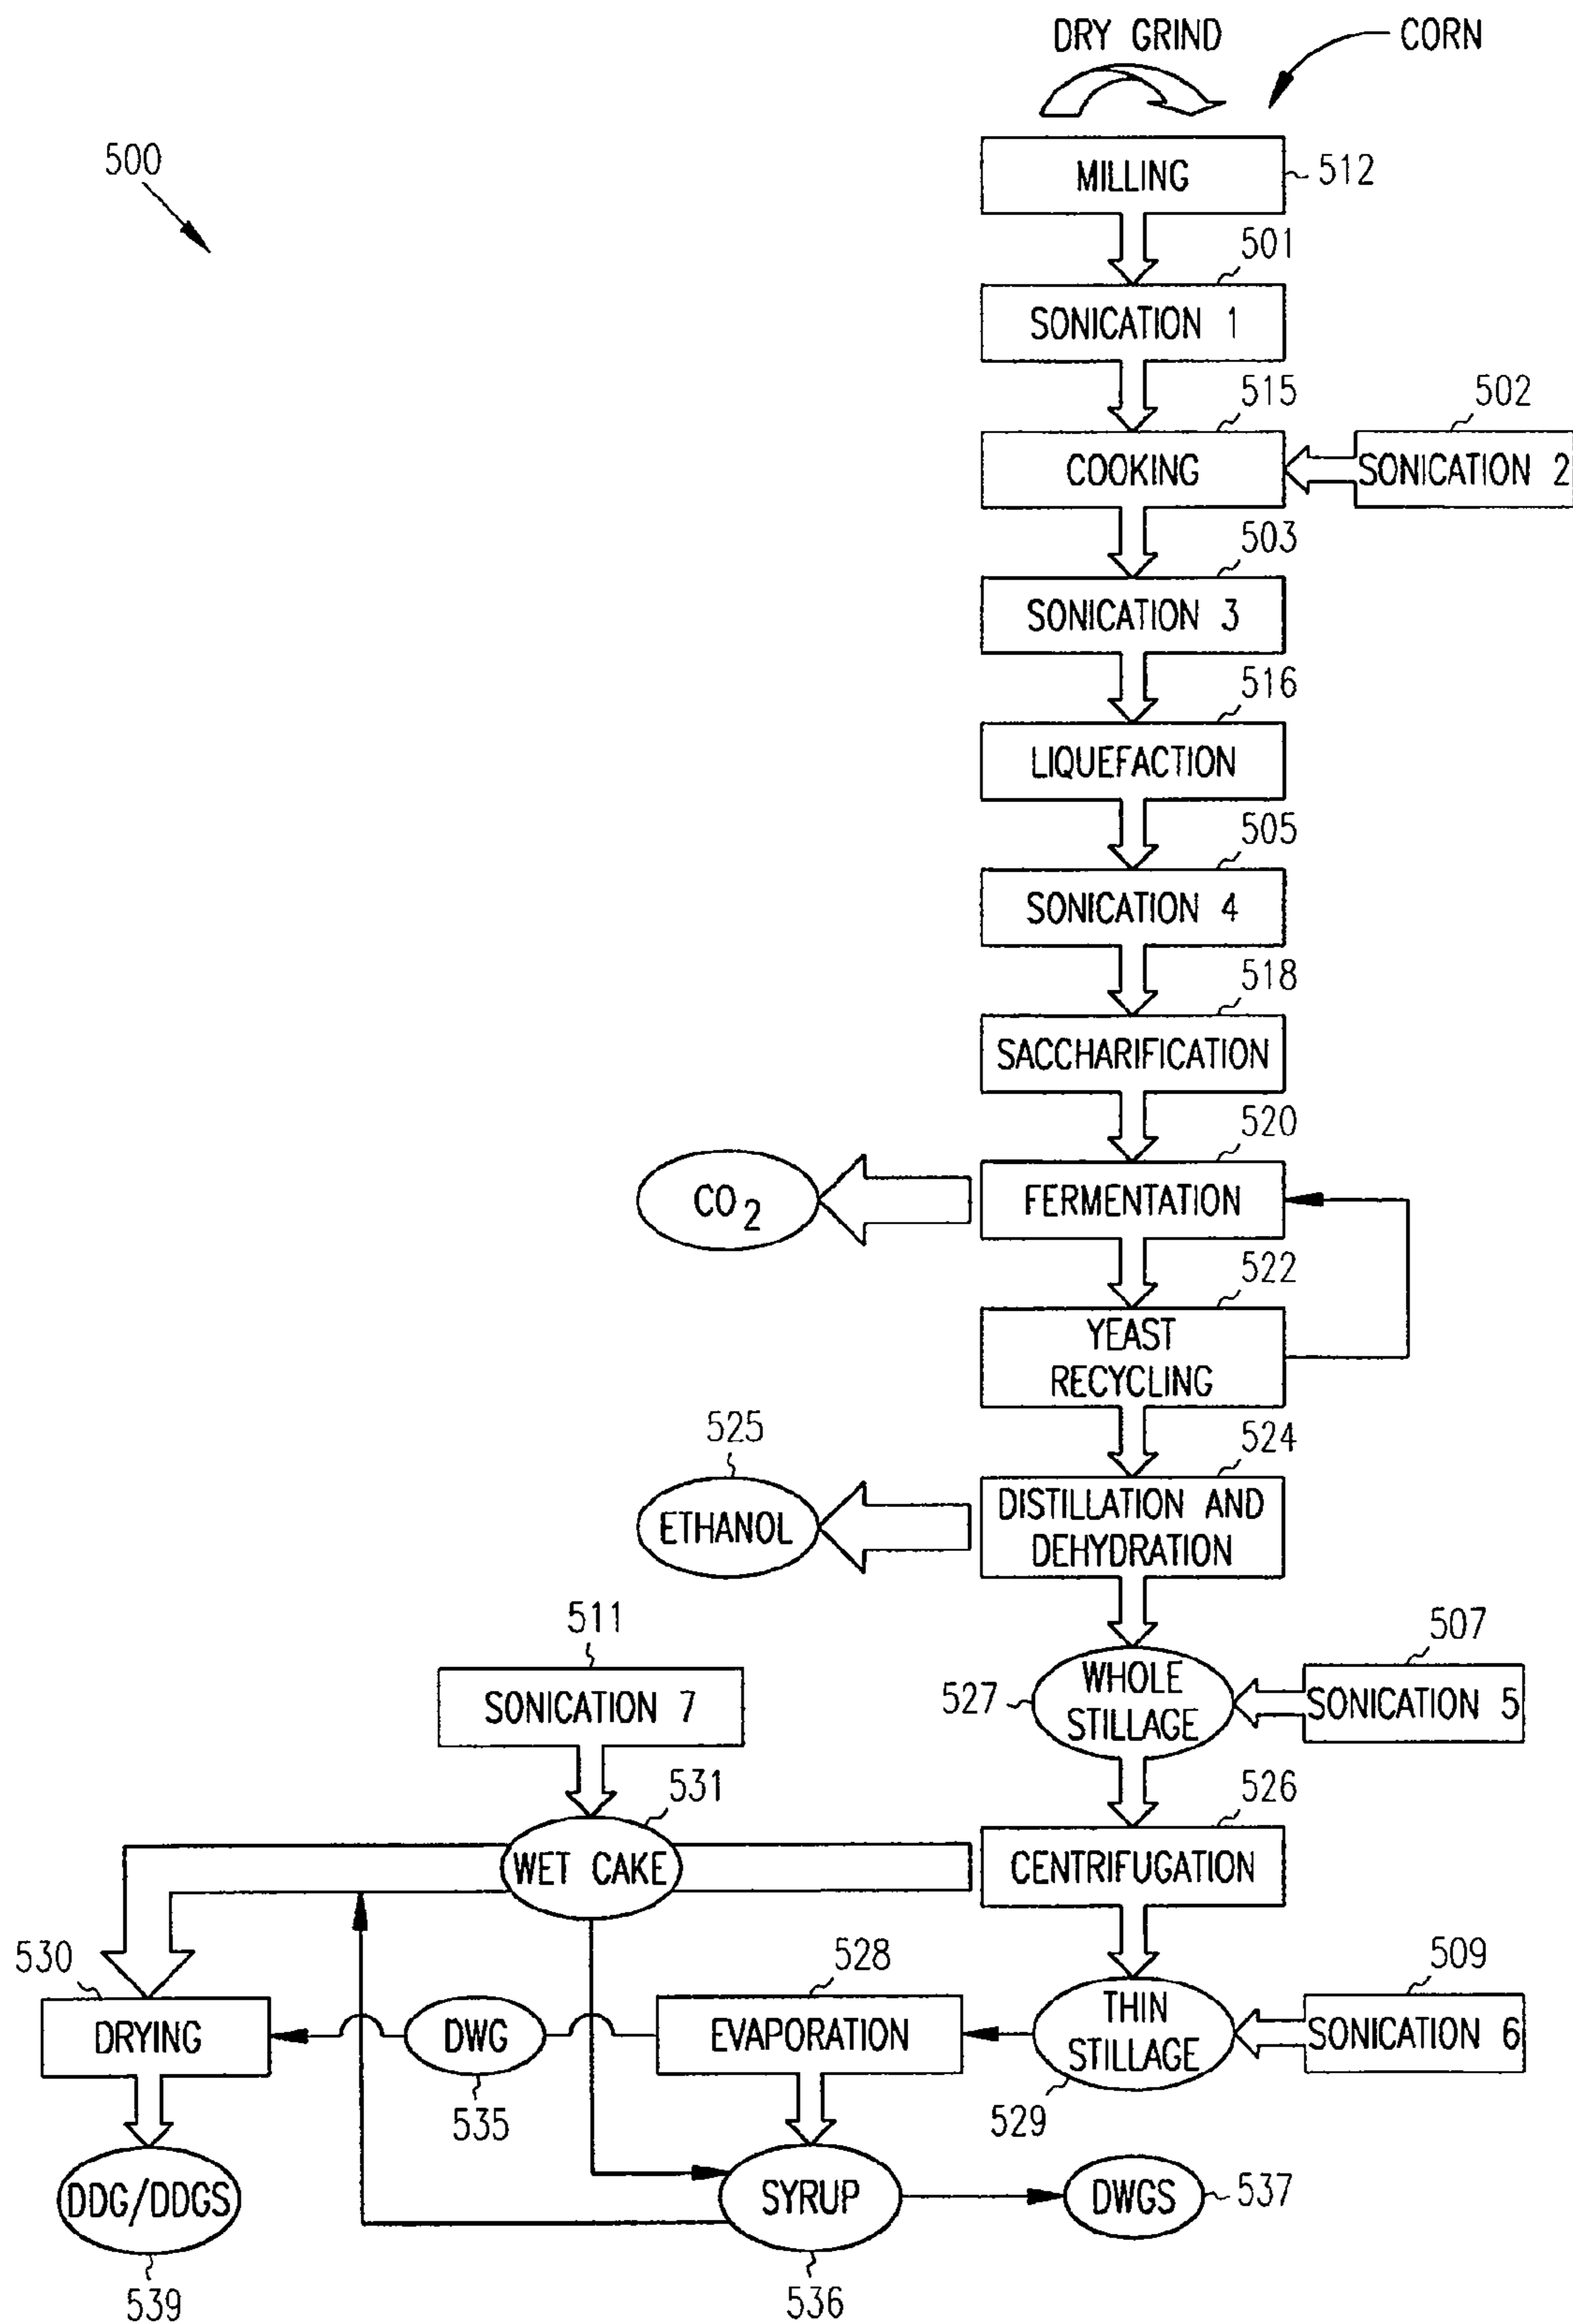 DRY GRIND
CORN
500
MILLING
512
501
SONICATION 1
515
502
COOKING
SONICATION 2
503
SONICATION 3
516
LIQUEFACTION
505
SONICATION 4
518
SACCHARIFICATION
520
CO2
FERMENTATION
522
YEAST
RECYCLING
525
524
ETHANOL
DISTILLATION AND
DEHYDRATION
511
507
SONICATION 7
527
WHOLE
STILLAGE
SONICATION 5
531
526
WET CAKE
CENTRIFUGATION
530
528
509
DRYING
DWG
EVAPORATION
THIN
STILLAGE
SONICATION 6
535
529
DDG/DDGS
SYRUP
DWGS
537
539
536